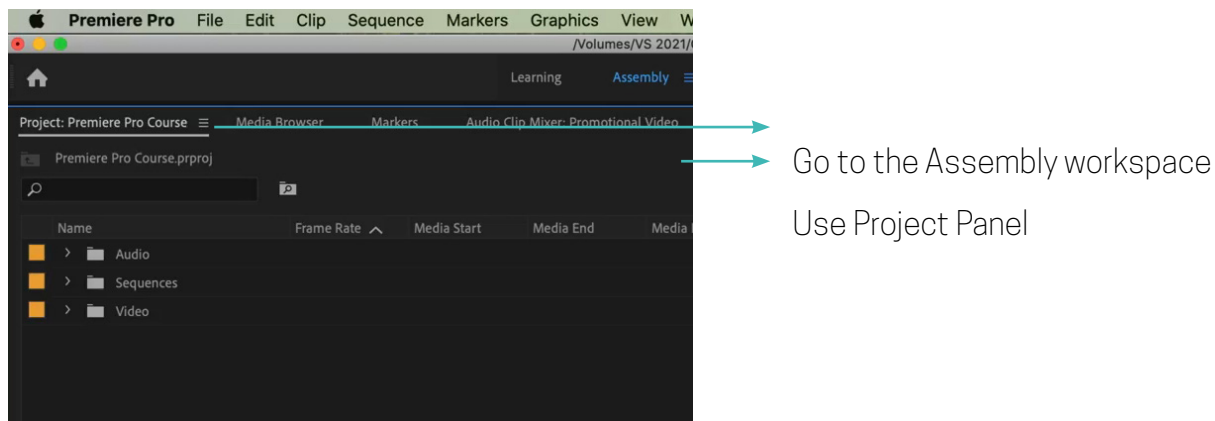 Premiere Pro File Edit Clip Sequence Markers Graphics View W
/Volumes/VS 2021/
Learning Assembly
Project: Premiere Pro Course Media Browser Markers Audio Clip Mixer: Promotional Video
Premiere Pro Course.prproj
Go to the Assembly workspace
Use Project Panel
Name Frame Rate Media Start Media End Media
Audio
Sequences
Video